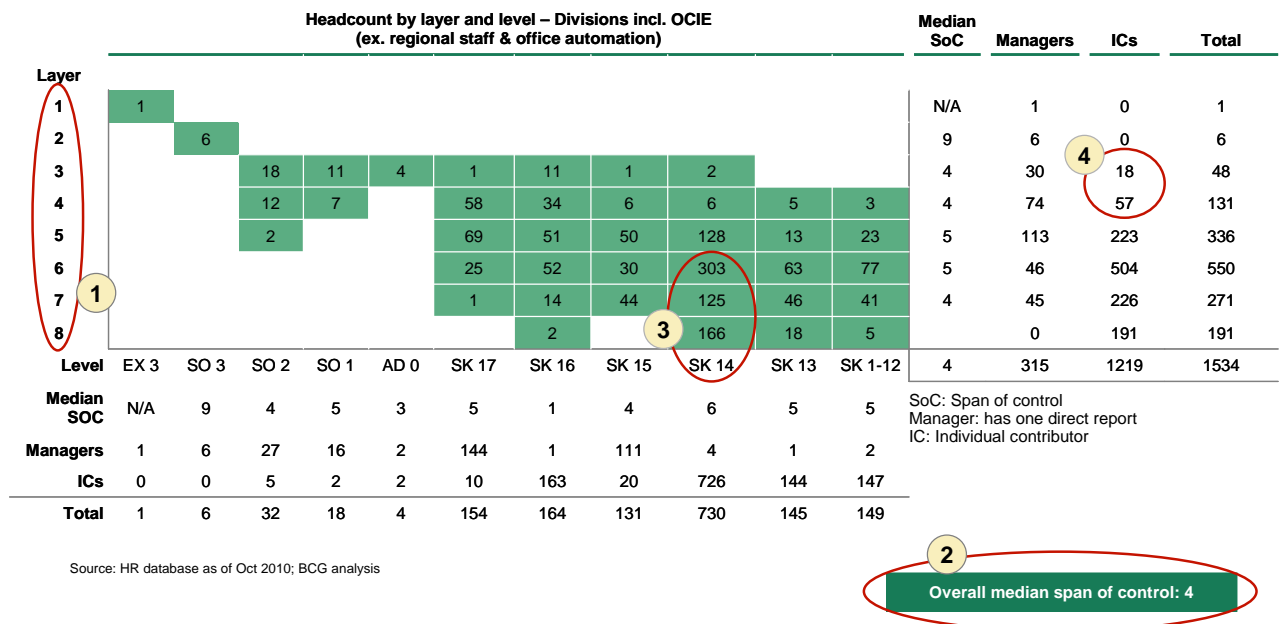 Headcount by layer and level – Divisions incl. OCIE
(ex. regional staff & office automation)
Median SoC Managers ICs Total
Layer
1 1 N/A 1 0 1
2 6 9 6 0 6
4
3 18 11 4 1 11 1 2 4 30 18 48
4 12 7 58 34 6 6 5 3 4 74 57 131
5 2 69 51 50 128 13 23 5 113 223 336
6 25 52 30 303 63 77 5 46 504 550
1
7 1 14 44 125 46 41 4 45 226 271
3
8 2 166 18 5 0 191 191
Level EX 3 SO 3 SO 2 SO 1 AD 0 SK 17 SK 16 SK 15 SK 14 SK 13 SK 1-12 4 315 1219 1534
Median SOC N/A 9 4 5 3 5 1 4 6 5 5
SoC: Span of control
Manager: has one direct report
IC: Individual contributor
Managers 1 6 27 16 2 144 1 111 4 1 2
ICs 0 0 5 2 2 10 163 20 726 144 147
Total 1 6 32 18 4 154 164 131 730 145 149
Source: HR database as of Oct 2010; BCG analysis
2
Overall median span of control: 4